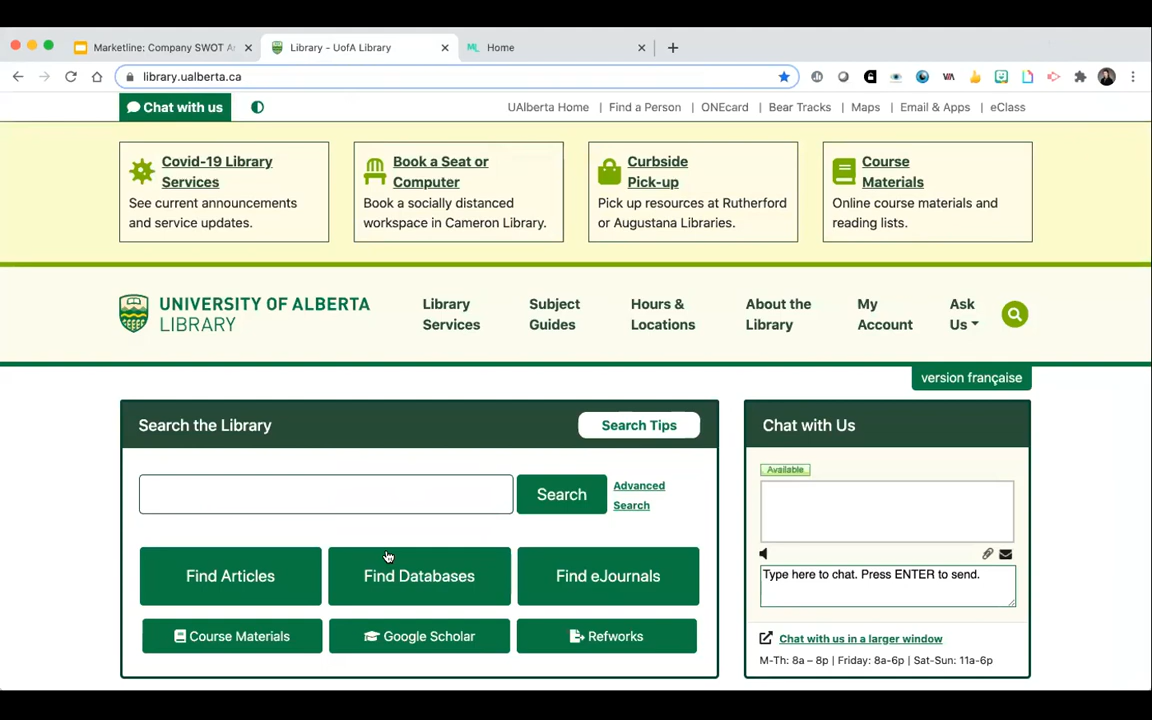 Marketline: Company SWOT A
Library - UofA Library
ML Home
library.ualberta.ca
VIA
Chat with us
UAlberta Home | Find a Person | ONEcard | Bear Tracks | Maps | Email & Apps | eClass
Covid-19 Library
Services
See current announcements
and service updates.
Book a Seat or
Computer
Book a socially distanced
workspace in Cameron Library.
Curbside
Pick-up
Pick up resources at Rutherford
or Augustana Libraries.
Course
Materials
Online course materials and
reading lists.
UNIVERSITY OF ALBERTA
LIBRARY
Library
Services
Subject
Guides
Hours &
Locations
About the
Library
My
Account
Ask
Us
version française
Search the Library
Search Tips
Search
Advanced
Search
Find Articles
Find Databases
Find eJournals
Course Materials
Google Scholar
Refworks
Chat with Us
Available
Type here to chat. Press ENTER to send.
Chat with us in a larger window
M-Th: 8a – 8p | Friday: 8a-6p | Sat-Sun: 11a-6p